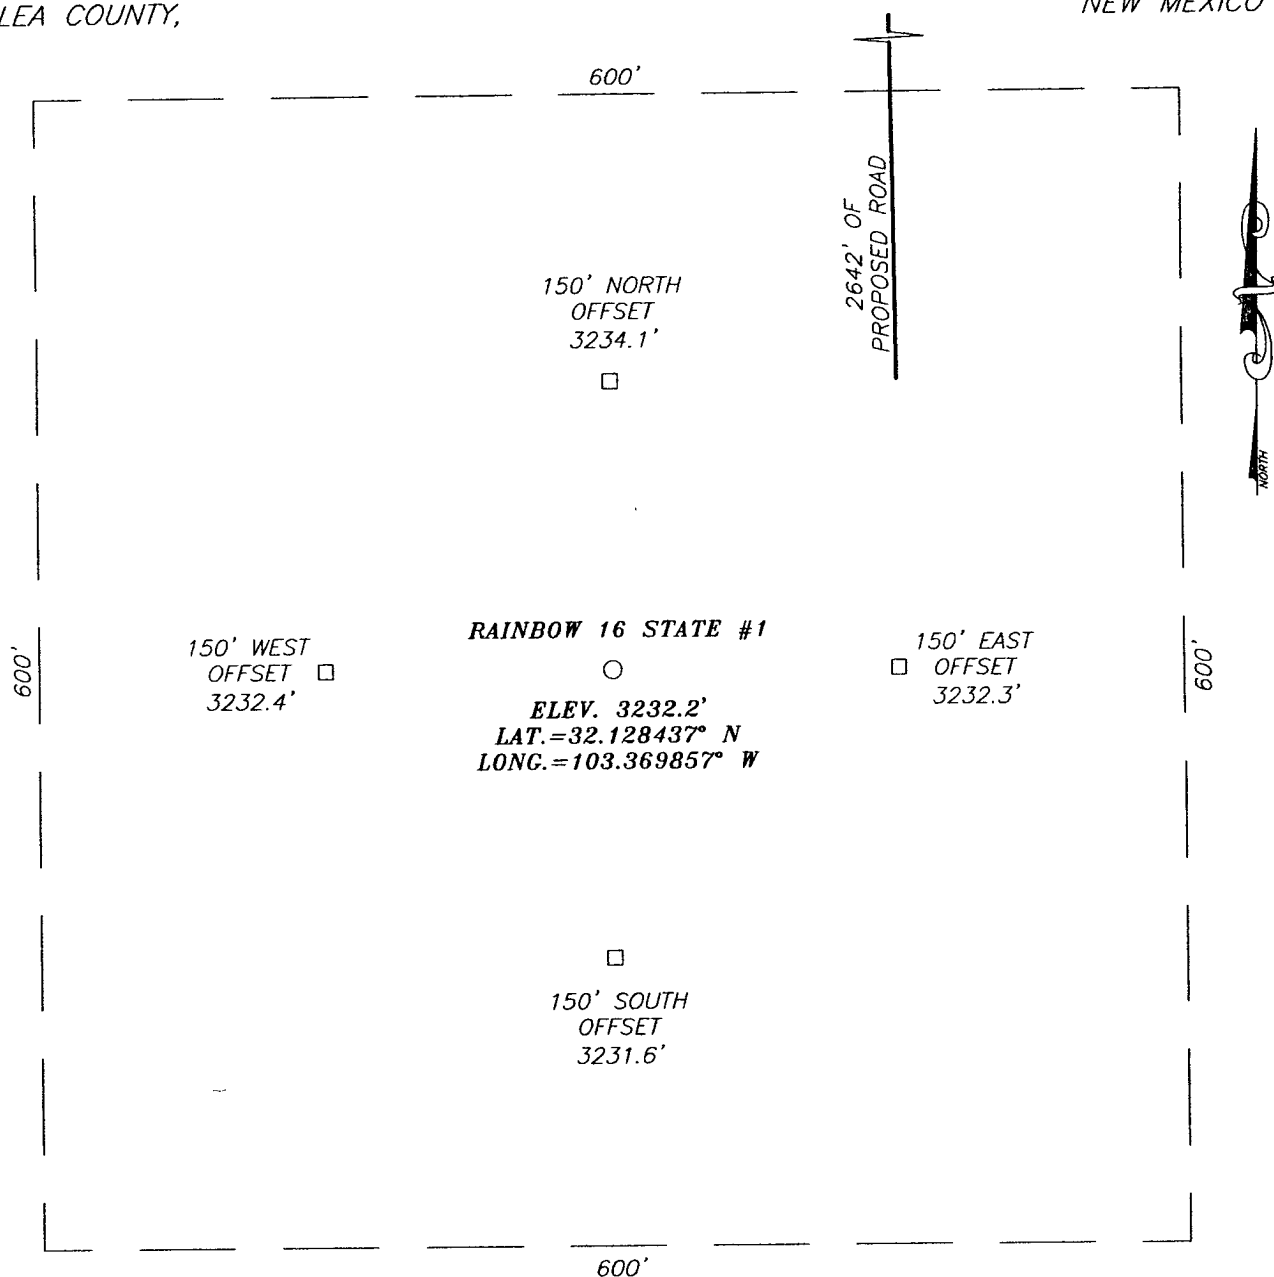 LEA COUNTY,
NEW MEXICO
600'
2642' OF
PROPOSED ROAD
150' NORTH
OFFSET
3234.1'
NORTH
600'
150' WEST
OFFSET
3232.4'
RAINBOW 16 STATE #1
ELEV. 3232.2'
LAT.=32.128437° N
LONG.=103.369857° W
150' EAST
OFFSET
3232.3'
600'
150' SOUTH
OFFSET
3231.6'
600'